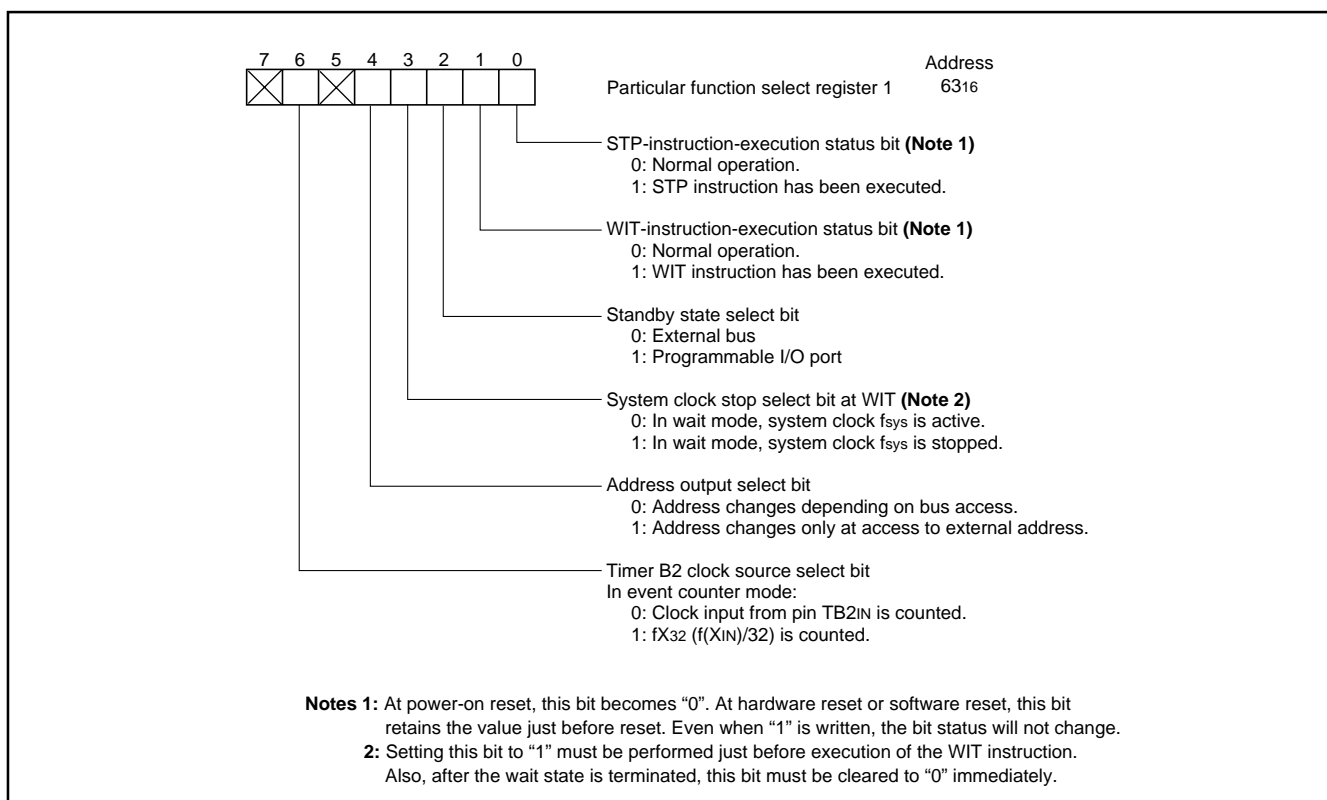 7 6 5 4 3 2 1 0
Address
Particular function select register 1 6316
STP-instruction-execution status bit (Note 1)
0: Normal operation.
1: STP instruction has been executed.
WIT-instruction-execution status bit (Note 1)
0: Normal operation.
1: WIT instruction has been executed.
Standby state select bit
0: External bus
1: Programmable I/O port
System clock stop select bit at WIT (Note 2)
0: In wait mode, system clock fsys is active.
1: In wait mode, system clock fsys is stopped.
Address output select bit
0: Address changes depending on bus access.
1: Address changes only at access to external address.
Timer B2 clock source select bit
In event counter mode:
0: Clock input from pin TB2IN is counted.
1: fX32 (f(XIN)/32) is counted.
Notes 1: At power-on reset, this bit becomes “0”. At hardware reset or software reset, this bit
retains the value just before reset. Even when “1” is written, the bit status will not change.
2: Setting this bit to “1” must be performed just before execution of the WIT instruction.
Also, after the wait state is terminated, this bit must be cleared to “0” immediately.